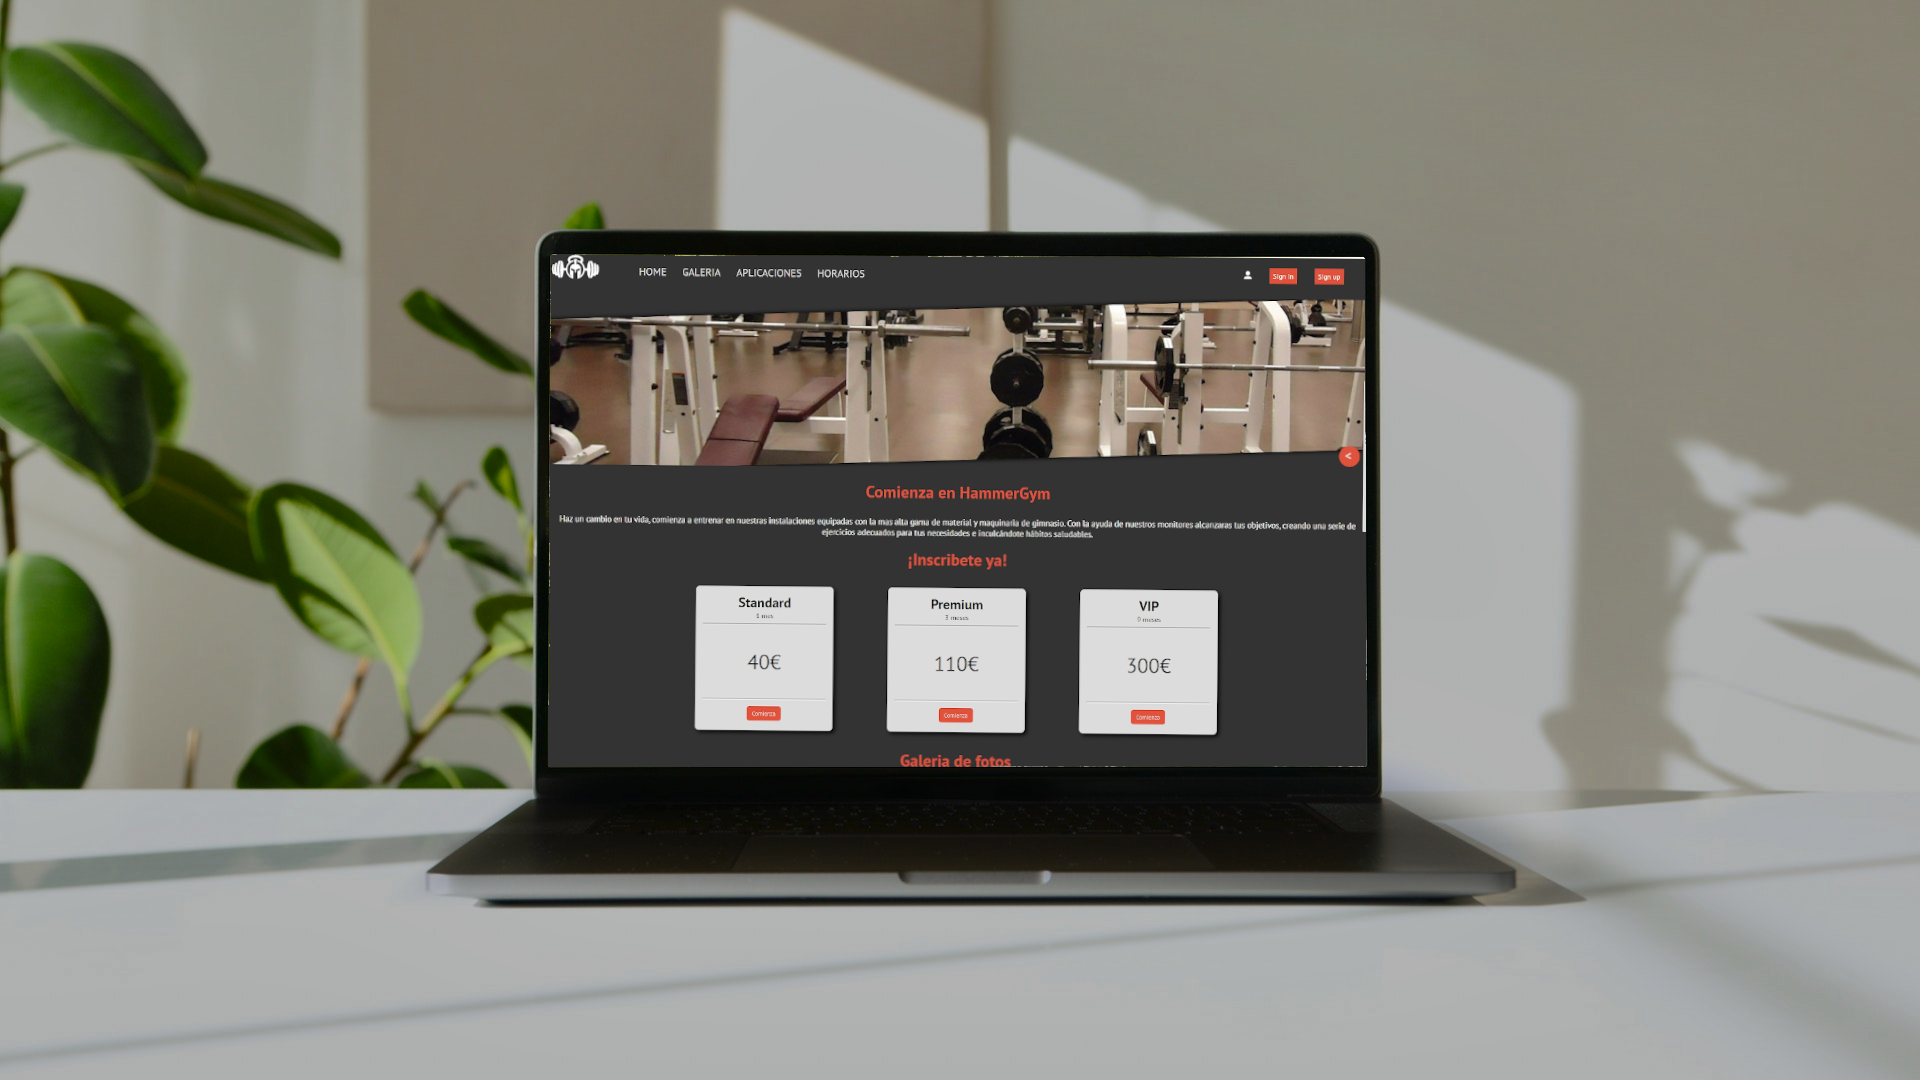 HOME GALERIA APLICACIONES HORARIOS Sign in Sign up
<
Comienza en HammerGym
Haz un cambio en tu vida, comienza a entrenar en nuestras instalaciones equipadas con la mas alta gama de material y maquinaria de gimnasio. Con la ayuda de nuestros monitores alcanzaras tus objetivos, creando una serie de
ejercicios adecuados para tus necesidades e inculcándote hábitos saludables.
¡Inscribete ya!
Standard
1 mes
40€
Comienza
Premium
3 meses
110€
Comienza
VIP
9 meses
300€
Comienza
Galeria de fotos